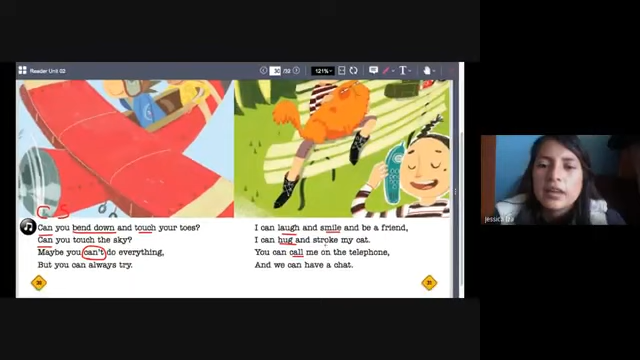 Reader Unit 02
30 /32
121%
T
C S
Can you bend down and touch your toes?
Can you touch the sky?
Maybe you can't do everything,
But you can always try.
30
I can laugh and smile and be a friend,
I can hug and stroke my cat.
You can call me on the telephone,
And we can have a chat.
31